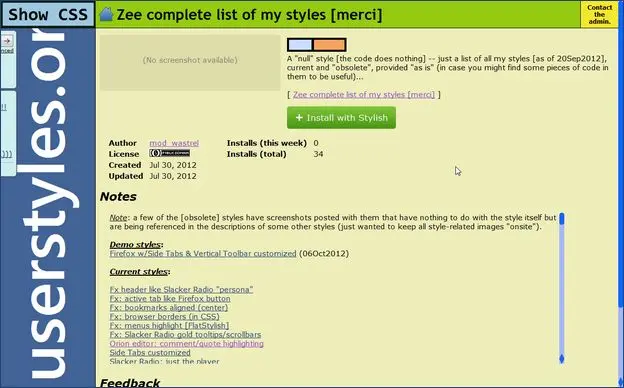 Show CSS
Zee complete list of my styles [merci]
Contact
the
admin.
userstyles.or
(No screenshot available)
A "null" style [the code does nothing] -- just a list of all my styles [as of 20Sep2012],
current and "obsolete", provided "as is" (in case you might find some pieces of code in
them to be useful)...
[ Zee complete list of my styles [merci] ]
+ Install with Stylish
Author mod_wastrel Installs (this week) 0
License Installs (total) 34
Created Jul 30, 2012
Updated Jul 30, 2012
Notes
Note: a few of the [obsolete] styles have screenshots posted with them that have nothing to do with the style itself but
are being referenced in the descriptions of some other styles (just wanted to keep all style-related images "onsite").
Demo styles:
Firefox w/Side Tabs & Vertical Toolbar customized (06Oct2012)
Current styles:
Fx header like Slacker Radio "persona"
Fx: active tab like Firefox button
Fx: bookmarks aligned (center)
Fx: browser borders (in CSS)
Fx: menus highlight [FlatStylish]
Fx: Slacker Radio gold tooltips/scrollbars
Orion editor: comment/quote highlighting
Side Tabs customized
Slacker Radio: just the player
Feedback